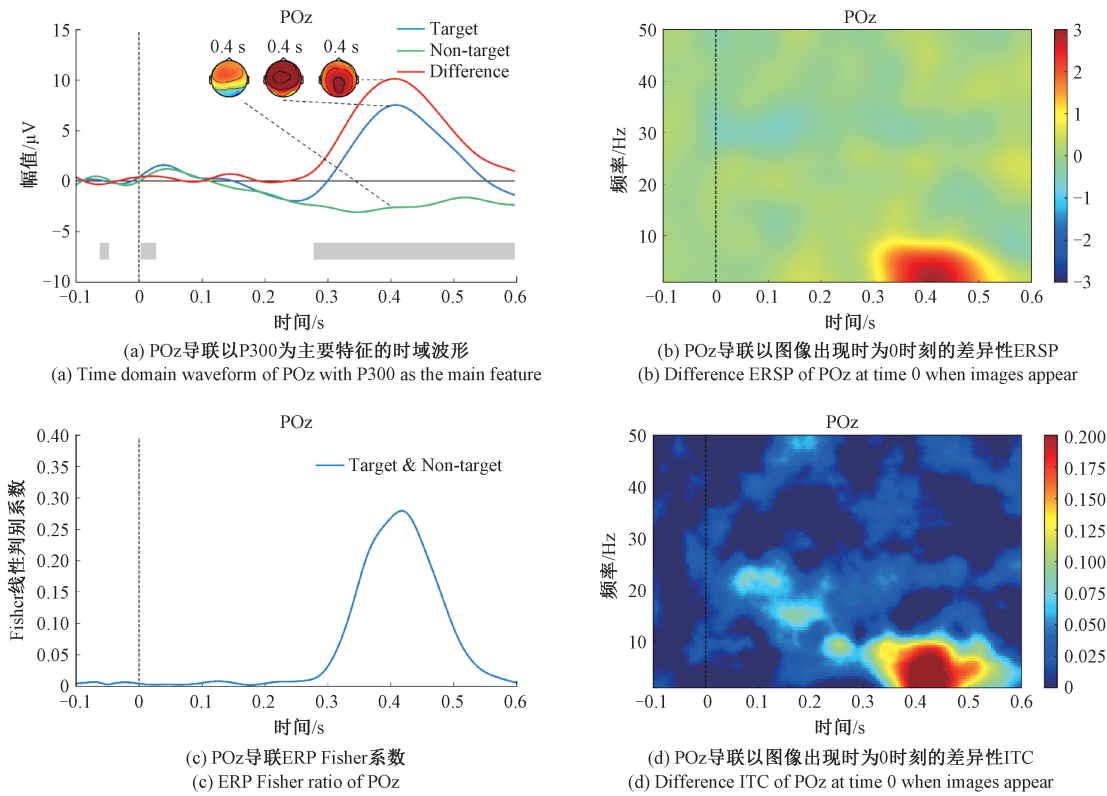 POz
15
10
5
0
−5
−10
幅值/μV
0.4 s
0.4 s
0.4 s
Target
Non-target
Difference
−0.1
0
0.1
0.2
0.3
0.4
0.5
0.6
时间/s
(a) POz导联以P300为主要特征的时域波形
(a) Time domain waveform of POz with P300 as the main feature
POz
50
40
30
20
10
频率/Hz
−0.1
0
0.1
0.2
0.3
0.4
0.5
0.6
时间/s
3
2
1
0
−1
−2
−3
(b) POz导联以图像出现时为0时刻的差异性ERSP
(b) Difference ERSP of POz at time 0 when images appear
POz
0.40
0.35
0.30
0.25
0.20
0.15
0.10
0.05
0
Fishcr线性判别系数
Target & Non-target
−0.1
0
0.1
0.2
0.3
0.4
0.5
0.6
时间/s
(c) POz导联ERP Fisher系数
(c) ERP Fisher ratio of POz
POz
50
40
30
20
10
频率/Hz
−0.1
0
0.1
0.2
0.3
0.4
0.5
0.6
时间/s
0.200
0.175
0.150
0.125
0.100
0.075
0.050
0.025
0
(d) POz导联以图像出现时为0时刻的差异性ITC
(d) Difference ITC of POz at time 0 when images appear